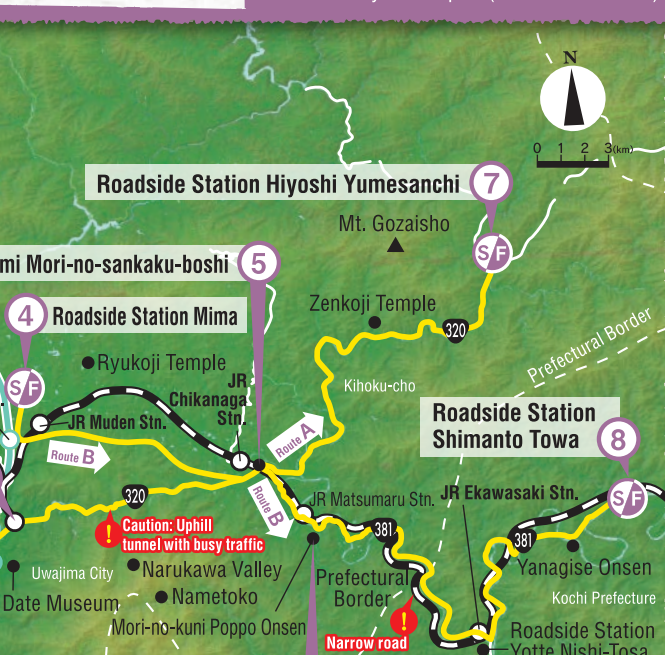 N
0 1 2 3(km)
Roadside Station Hiyoshi Yumesanchi 7
Mt. Gozaisho
S/F
mi Mori-no-sankaku-boshi 5
4 Roadside Station Mima
Zenkoji Temple
320
Prefectural Border
Ryukoji Temple
S/F
JR
Chikanaga
Stn.
Kihoku-cho
JR Muden Stn.
Roadside Station
Shimanto Towa
8
Route A
Route B
Route B
320
JR Matsumaru Stn.
JR Ekawasaki Stn.
S/F
! Caution: Uphill
tunnel with busy traffic
381
381
Uwajima City
Narukawa Valley
Prefectural
Border
Yanagise Onsen
Date Museum
Nametoko
Kochi Prefecture
Mori-no-kuni Poppo Onsen
!
Narrow road
Roadside Station
Yotte Nishi-Tosa